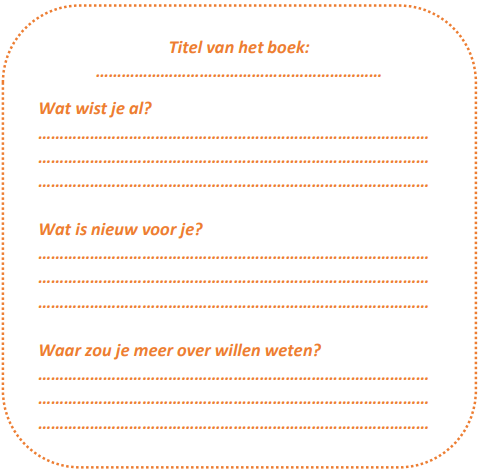 Titel van het boek:
..................................................................
Wat wist je al?
..........................................................................................
..........................................................................................
..........................................................................................
Wat is nieuw voor je?
..........................................................................................
..........................................................................................
..........................................................................................
Waar zou je meer over willen weten?
..........................................................................................
..........................................................................................
..........................................................................................